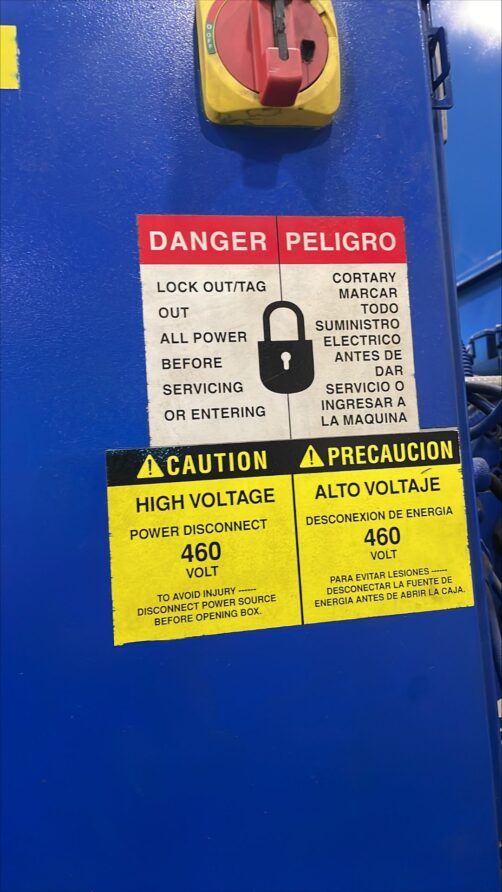 DANGER
LOCK OUT/TAG
OUT
ALL POWER
BEFORE
SERVICING
OR ENTERING
PELIGRO
CORTARY
MARCAR
TODO
SUMINISTRO
ELECTRICO
ANTES DE
DAR
SERVICIO O
INGRESAR A
LA MAQUINA
CAUTION
HIGH VOLTAGE
POWER DISCONNECT
460
VOLT
TO AVOID INJURY ------
DISCONNECT POWER SOURCE
BEFORE OPENING BOX.
PRECAUCION
ALTO VOLTAJE
DESCONEXION DE ENERGIA
460
VOLT
PARA EVITAR LESIONES ------
DESCONECTAR LA FUENTE DE
ENERGIA ANTES DE ABRIR LA CAJA.